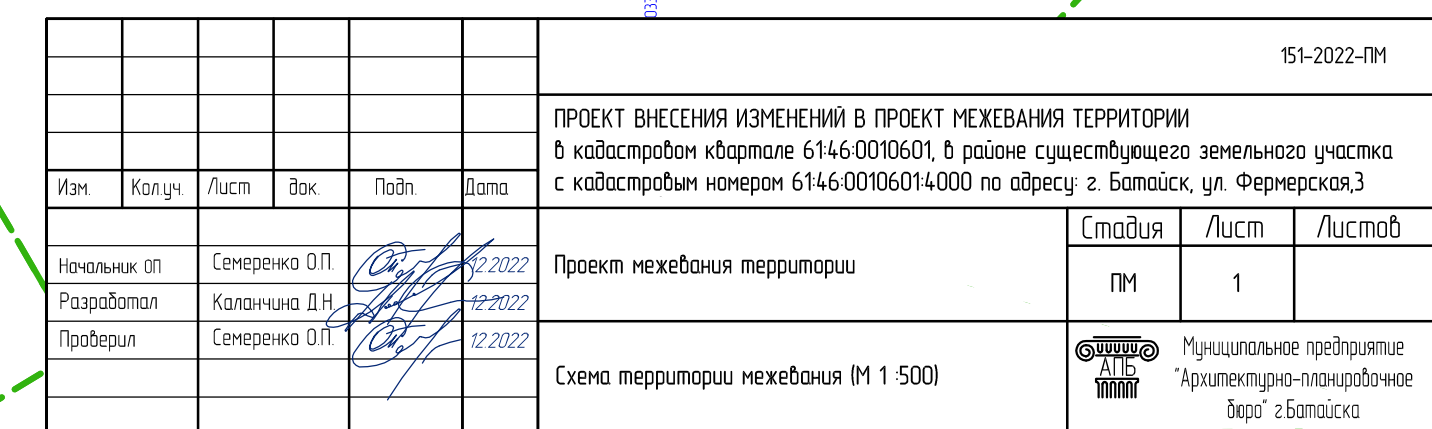 033
151-2022-ПМ
ПРОЕКТ ВНЕСЕНИЯ ИЗМЕНЕНИЙ В ПРОЕКТ МЕЖЕВАНИЯ ТЕРРИТОРИИ
в кадастровом квартале 61:46:0010601, в районе существующего земельного участка
с кадастровым номером 61:46:0010601:4000 по адресу: г. Батайск, ул. Фермерская,3
Изм. Кол.уч. Лист док. Подп. Дата
Стадия Лист Листов
Начальник ОП Семеренко О.П. 12.2022
Проект межевания территории
ПМ 1
Разработал Каланчина Д.Н. 12.2022
Проверил Семеренко О.П. 12.2022
Схема территории межевания (М 1 :500)
АПБ
Муниципальное предприятие
"Архитектурно-планировочное
бюро" г.Батайска